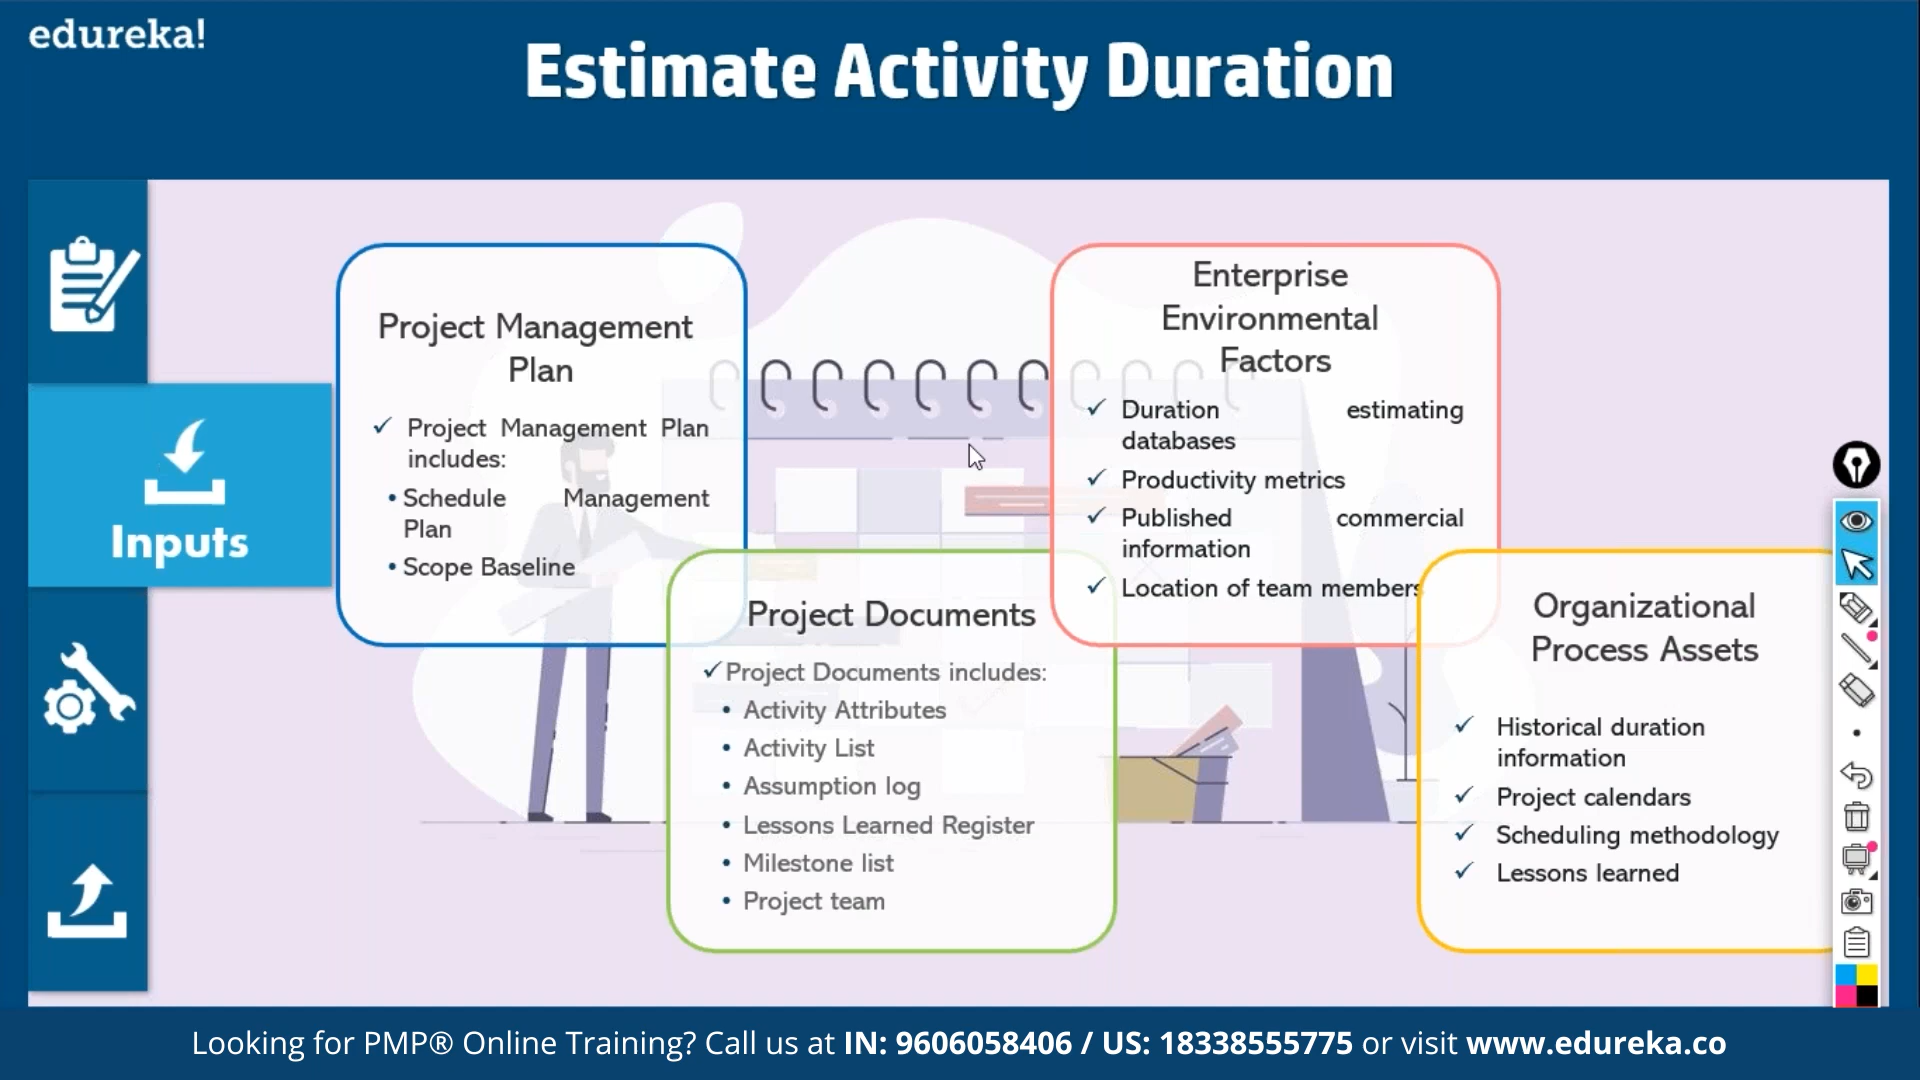 edureka!
Estimate Activity Duration
Inputs
Project Management
Plan
✓ Project Management Plan
includes:
• Schedule Management
Plan
• Scope Baseline
Project Documents
✓ Project Documents includes:
• Activity Attributes
• Activity List
• Assumption log
• Lessons Learned Register
• Milestone list
• Project team
Enterprise
Environmental
Factors
✓ Duration estimating
databases
✓ Productivity metrics
✓ Published commercial
information
✓ Location of team members
Organizational
Process Assets
✓ Historical duration
information
✓ Project calendars
✓ Scheduling methodology
✓ Lessons learned
Looking for PMP® Online Training? Call us at IN: 9606058406 / US: 18338555775 or visit www.edureka.co